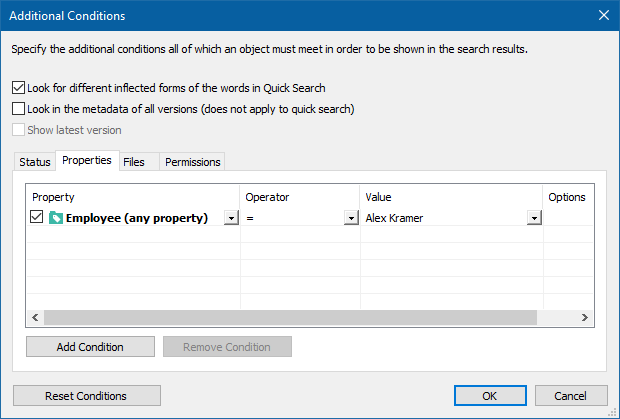 Additional Conditions
Specify the additional conditions all of which an object must meet in order to be shown in the search results.
Look for different inflected forms of the words in Quick Search
Look in the metadata of all versions (does not apply to quick search)
Show latest version
Status Properties Files Permissions
Property Operator Value Options
Employee (any property) = Alex Kramer
Add Condition Remove Condition
Reset Conditions OK Cancel